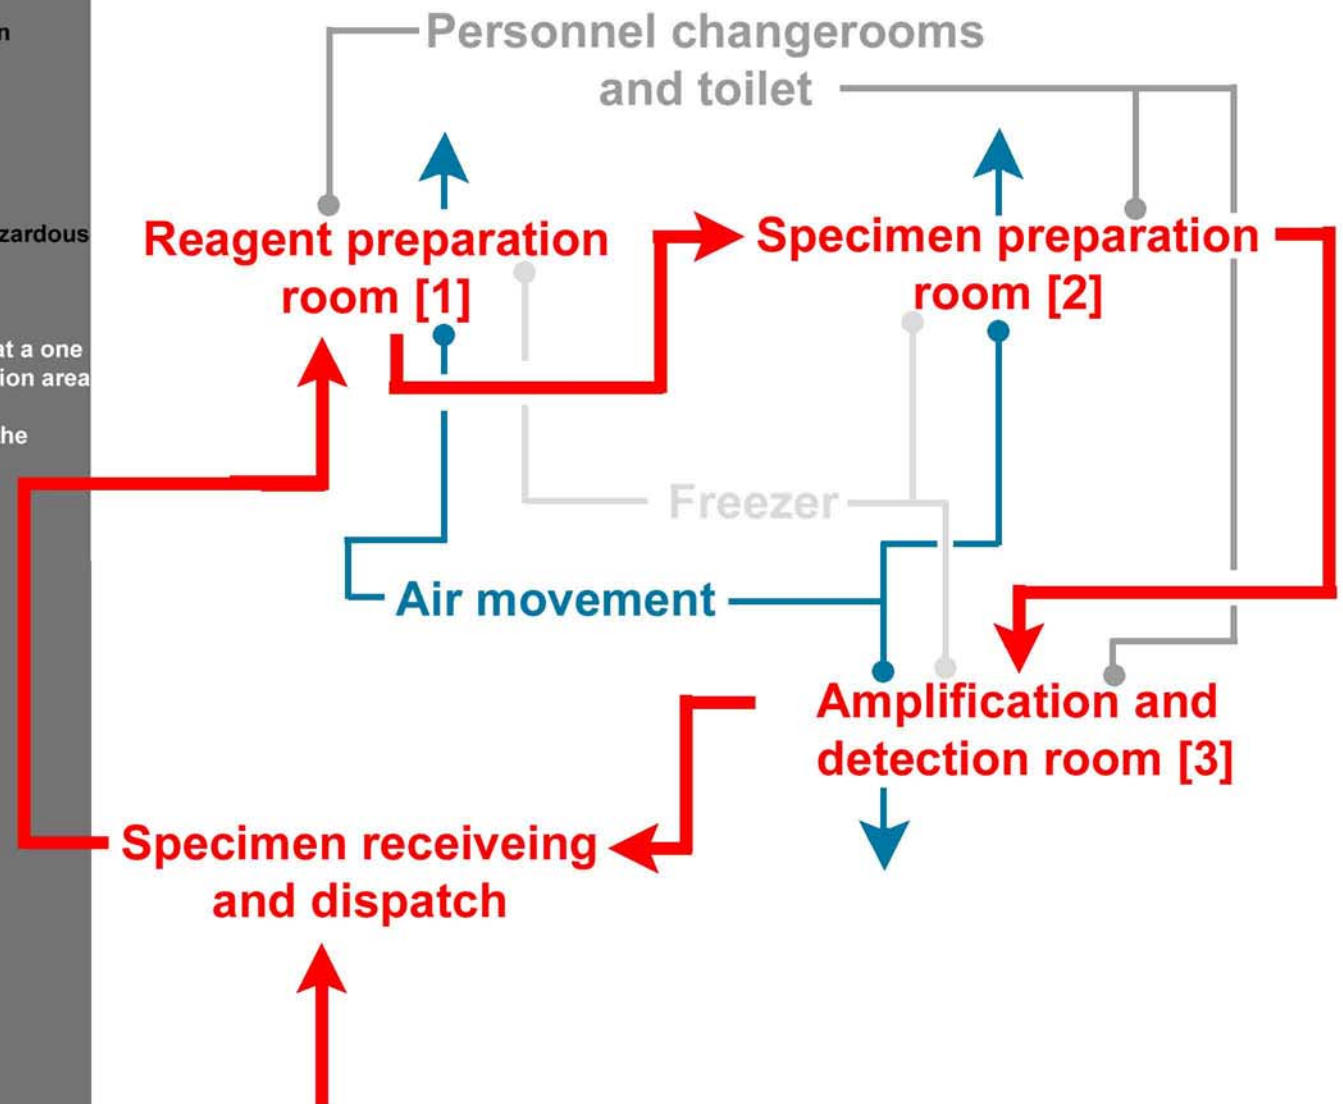 n
zardous
at a one
ion area
he
Personnel changerooms
and toilet
Reagent preparation
room [1]
Specimen preparation
room [2]
Freezer
Air movement
Amplification and
detection room [3]
Specimen receiveing
and dispatch